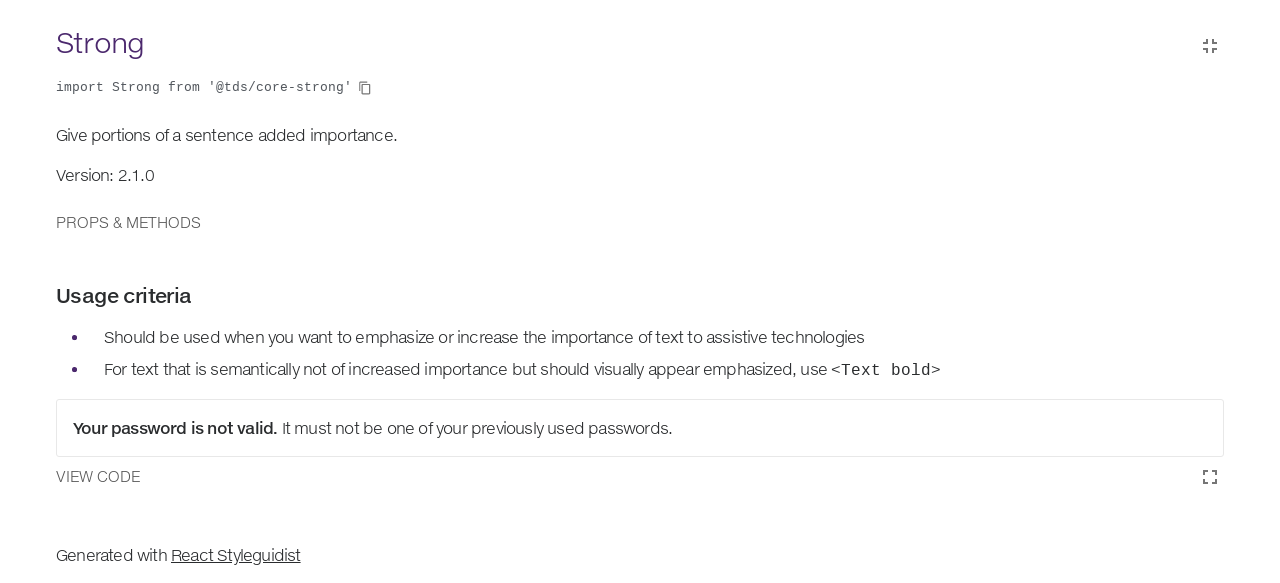 Strong
import Strong from '@tds/core-strong'
Give portions of a sentence added importance.
Version: 2.1.0
PROPS & METHODS
Usage criteria
Should be used when you want to emphasize or increase the importance of text to assistive technologies
For text that is semantically not of increased importance but should visually appear emphasized, use <Text bold>
Your password is not valid. It must not be one of your previously used passwords.
VIEW CODE
Generated with React Styleguidist